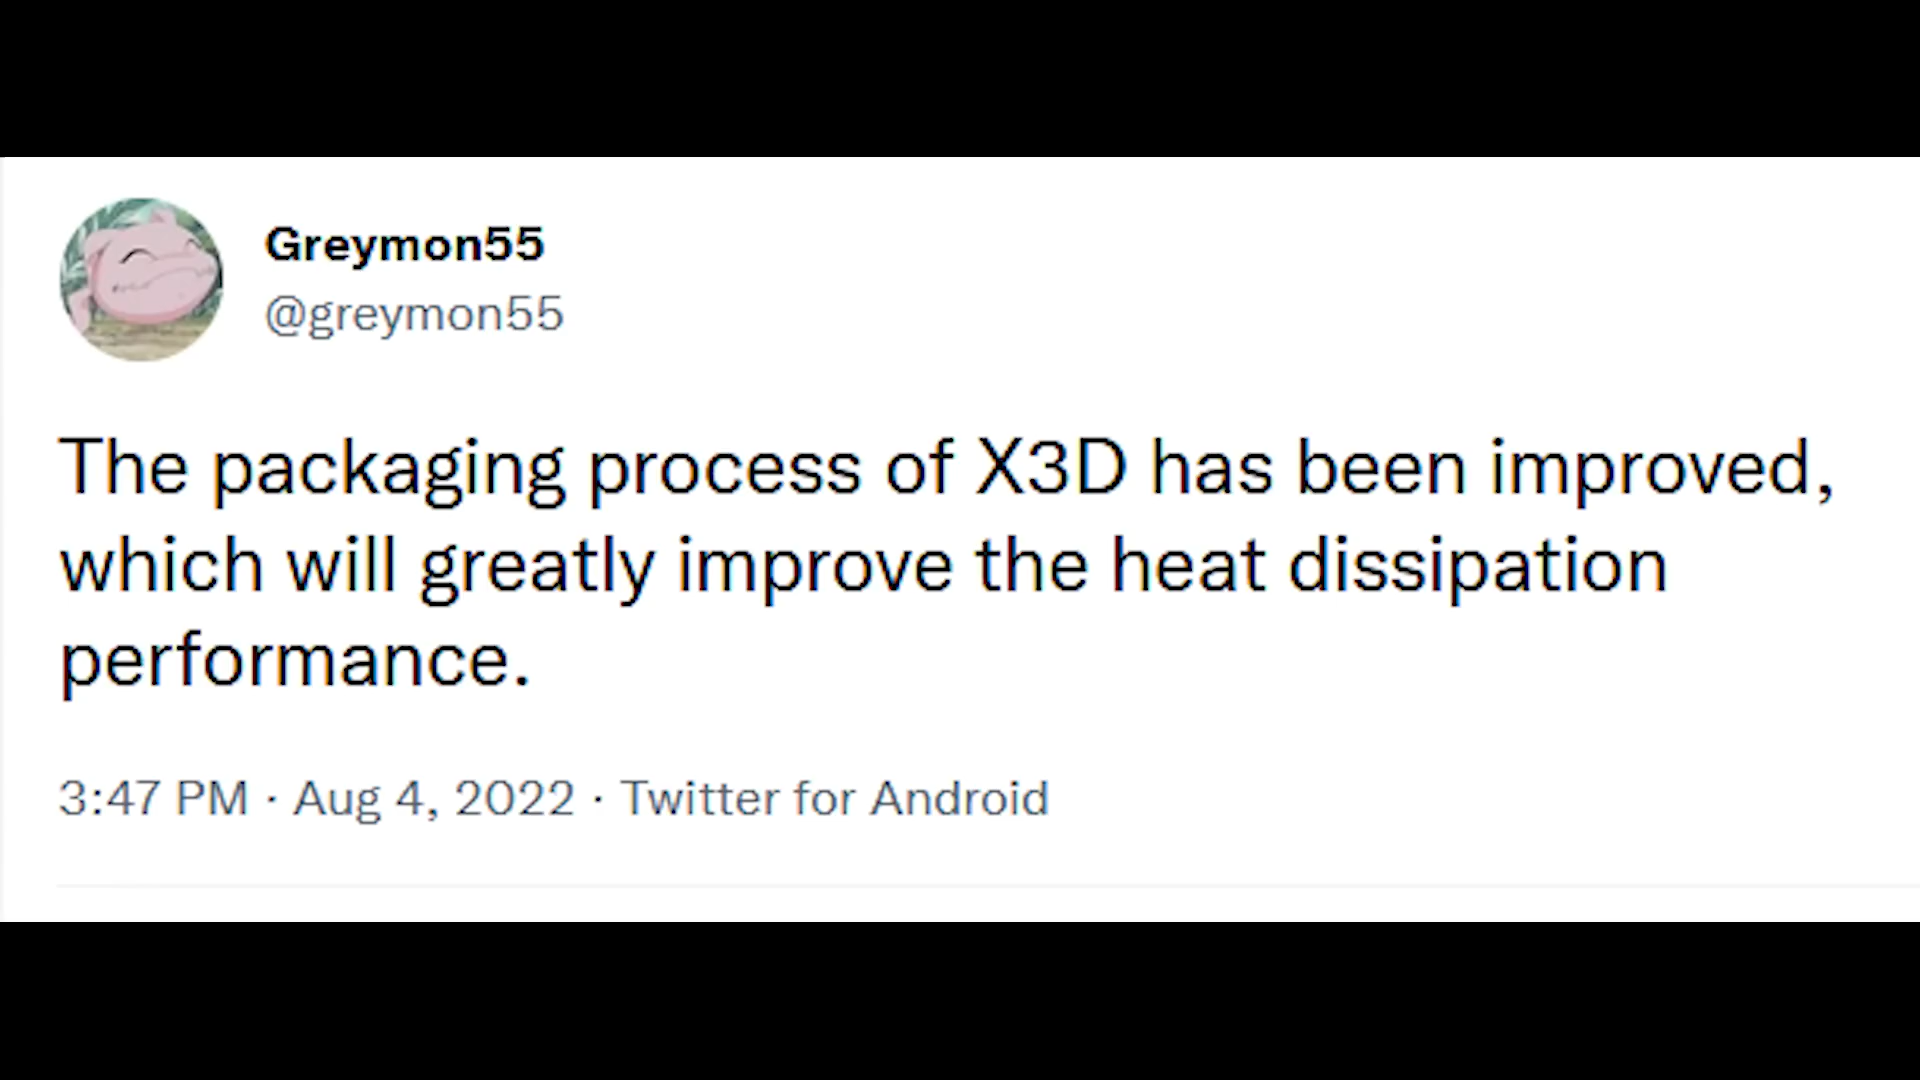 Greymon55
@greymon55
The packaging process of X3D has been improved,
which will greatly improve the heat dissipation
performance.
3:47 PM · Aug 4, 2022 · Twitter for Android